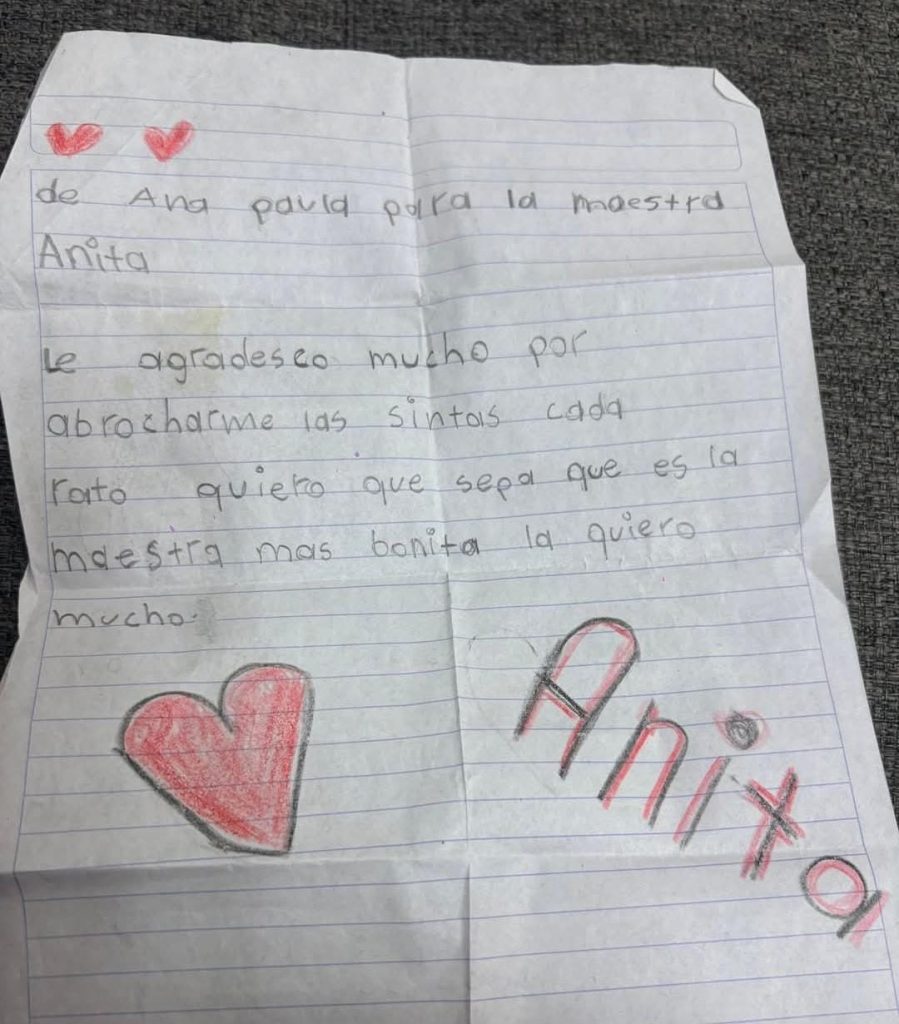 de Ana paula para la maestra
Anita
le agradesco mucho por
abrocharme las sintas cada
rato quiero que sepa que es la
maestra mas bonita la quiero
mucho.
Anita